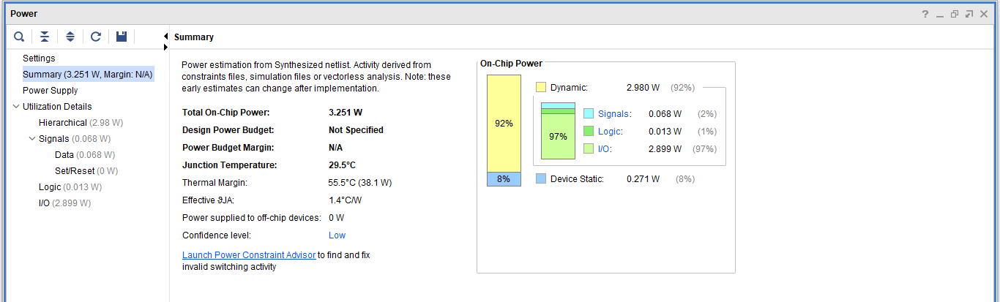 Power
Summary
Settings
Summary (3.251 W, Margin: N/A)
Power Supply
Utilization Details
Hierarchical (2.98 W)
Signals (0.068 W)
Data (0.068 W)
Set/Reset (0 W)
Logic (0.013 W)
I/O (2.899 W)
Power estimation from Synthesized netlist. Activity derived from
constraints files, simulation files or vectorless analysis. Note: these
early estimates can change after implementation.
Total On-Chip Power: 3.251 W
Design Power Budget: Not Specified
Power Budget Margin: N/A
Junction Temperature: 29.5°C
Thermal Margin: 55.5°C (38.1 W)
Effective ϑJA: 1.4°C/W
Power supplied to off-chip devices: 0 W
Confidence level: Low
Launch Power Constraint Advisor to find and fix
invalid switching activity
On-Chip Power
92%
8%
Dynamic: 2.980 W (92%)
97%
Signals: 0.068 W (2%)
Logic: 0.013 W (1%)
I/O: 2.899 W (97%)
Device Static: 0.271 W (8%)